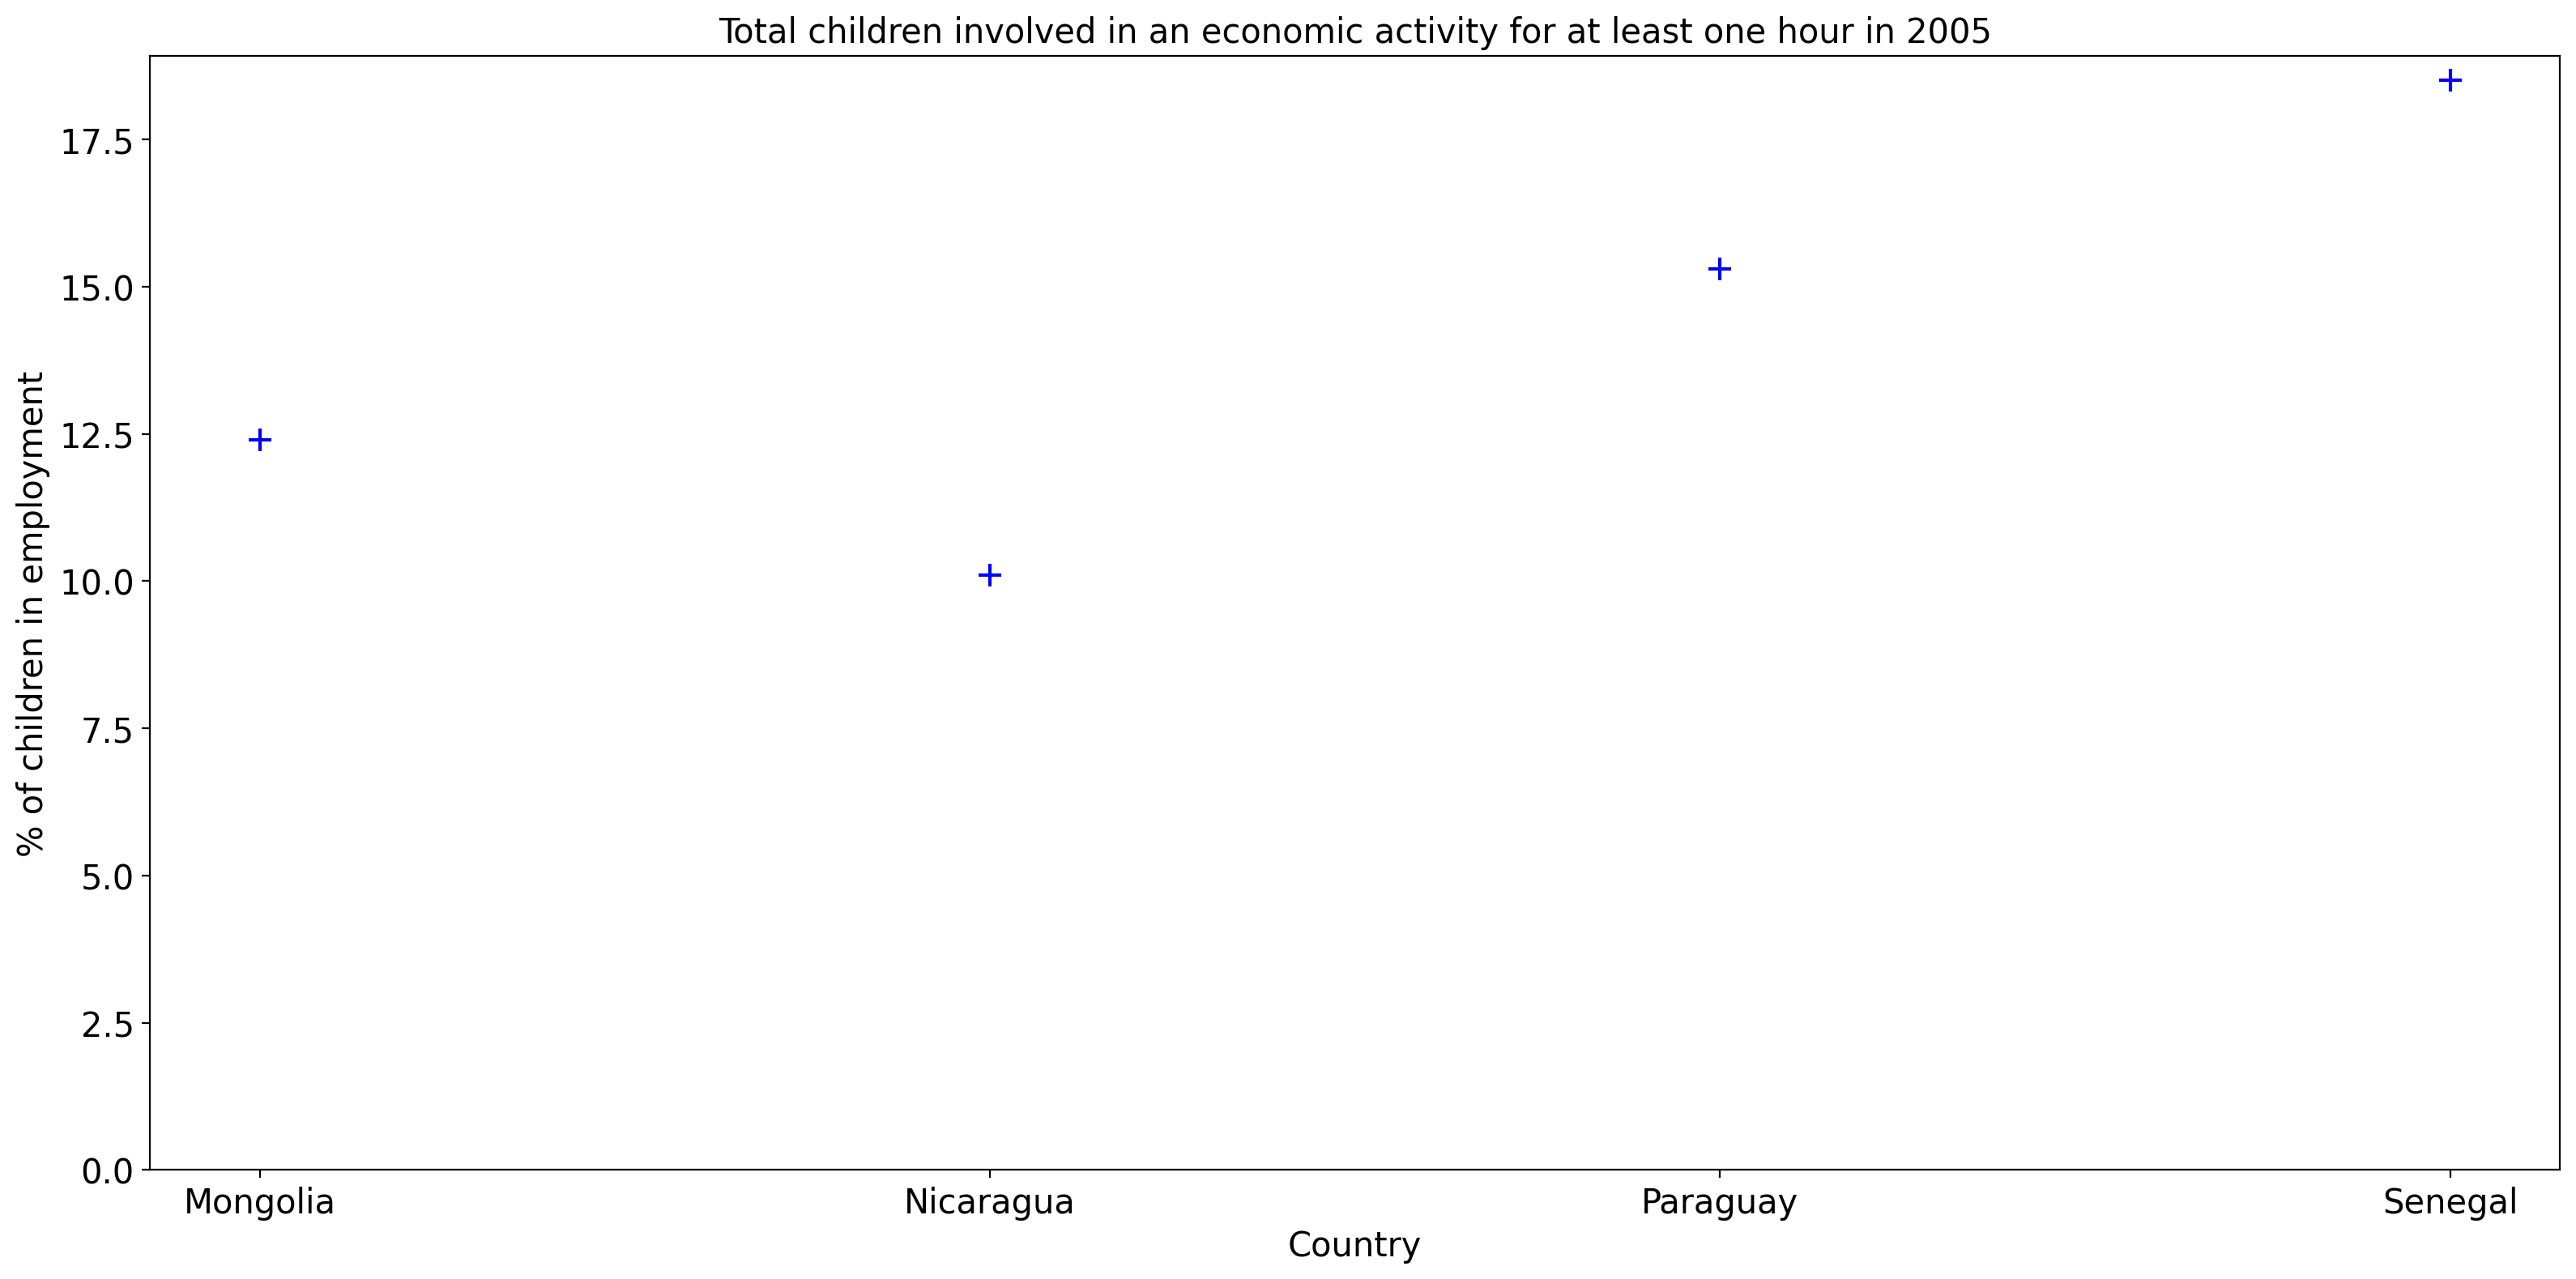 Total children involved in an economic activity for at least one hour in 2005
% of children in employment
17.5
15.0
12.5
10.0
7.5
5.0
2.5
0.0
Mongolia Nicaragua Paraguay Senegal
Country